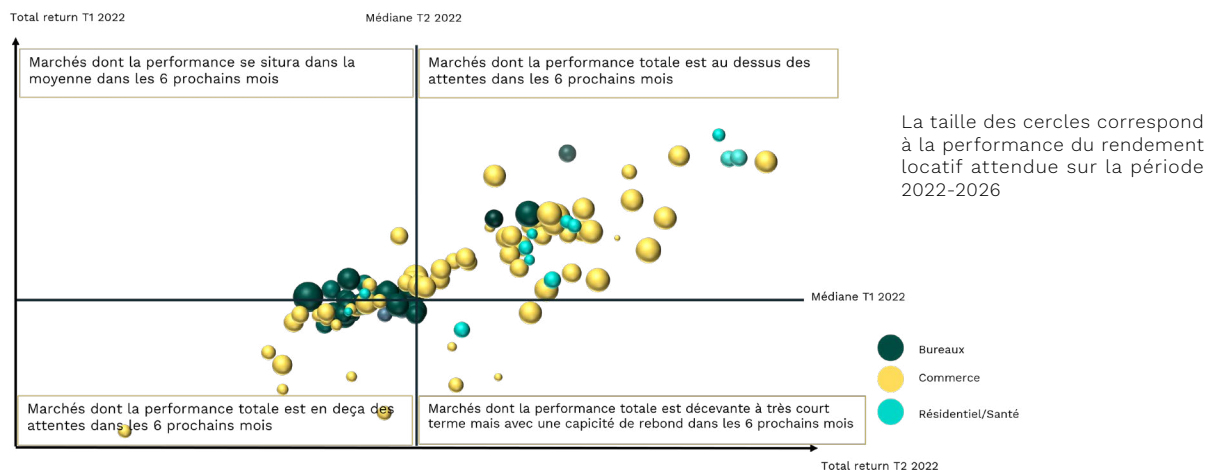 Total return T1 2022
Médiane T2 2022
Marchés dont la performance se situra dans la
moyenne dans les 6 prochains mois
Marchés dont la performance totale est au dessus des
attentes dans les 6 prochains mois
La taille des cercles correspond
à la performance du rendement
locatif attendue sur la période
2022-2026
Médiane T1 2022
Bureaux
Commerce
Résidentiel/Santé
Marchés dont la performance totale est en deça des
attentes dans les 6 prochains mois
Marchés dont la performance totale est décevante à très court
terme mais avec une capicité de rebond dans les 6 prochains mois
Total return T2 2022